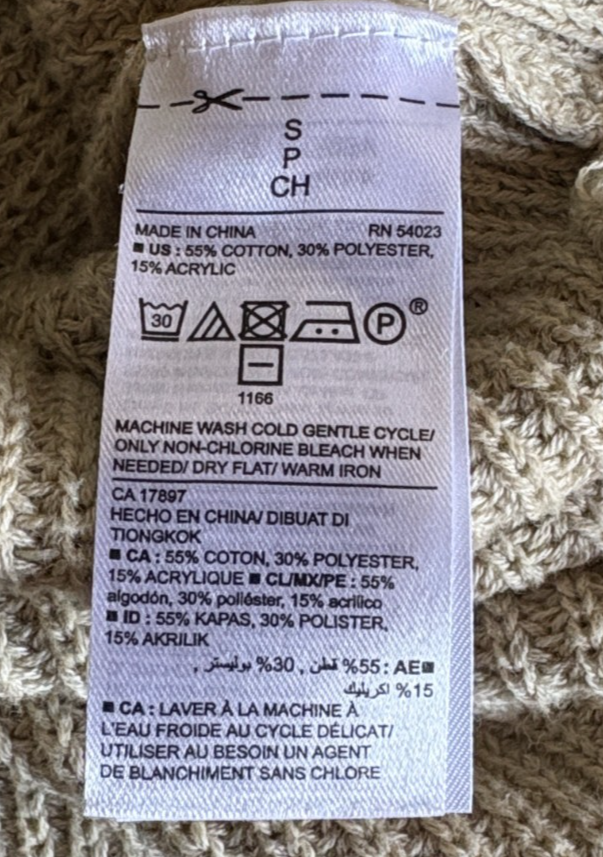 S
P
CH
MADE IN CHINA RN 54023
■ US : 55% COTTON, 30% POLYESTER,
15% ACRYLIC
30 P ®
1166
MACHINE WASH COLD GENTLE CYCLE/
ONLY NON-CHLORINE BLEACH WHEN
NEEDED/ DRY FLAT/ WARM IRON
CA 17897
HECHO EN CHINA/ DIBUAT DI
TIONGKOK
■ CA : 55% COTON, 30% POLYESTER,
15% ACRYLIQUE ■ CL/MX/PE : 55%
algodón, 30% poliéster, 15% acrílico
■ ID : 55% KAPAS, 30% POLISTER,
15% AKRILIK
■AE : 55% قطن , 30% بوليستر ,
15% اكريليك
■ CA : LAVER À LA MACHINE À
L'EAU FROIDE AU CYCLE DÉLICAT/
UTILISER AU BESOIN UN AGENT
DE BLANCHIMENT SANS CHLORE